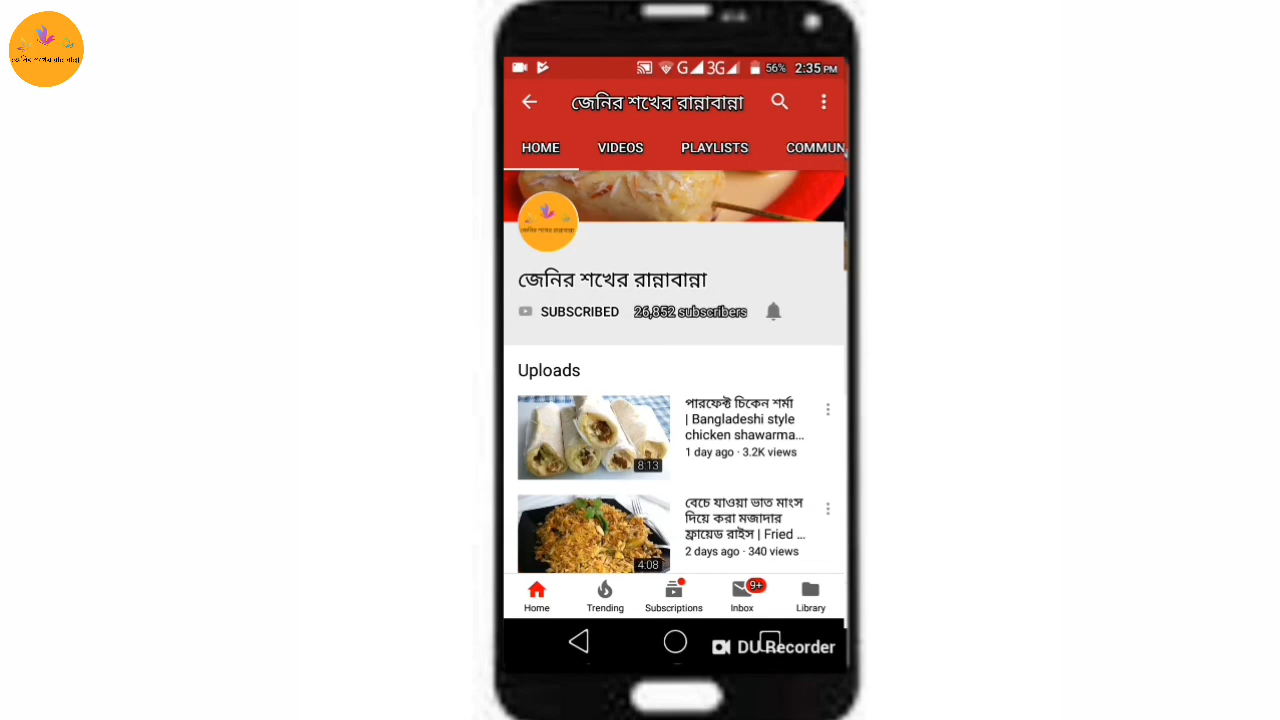 জেনির শখের রান্নাবান্না
G 3G 56% 2:35 PM
জেনির শখের রান্নাবান্না
HOME VIDEOS PLAYLISTS COMMUN
জেনির শখের রান্নাবান্না
জেনির শখের রান্নাবান্না
SUBSCRIBED 26,852 subscribers
Uploads
পারফেক্ট চিকেন শর্মা
| Bangladeshi style
chicken shawarma...
1 day ago · 3.2K views
8:13
বেচে যাওয়া ভাত মাংস
দিয়ে করা মজাদার
ফ্রায়েড রাইস | Fried ...
2 days ago · 340 views
4:08
9+
Home Trending Subscriptions Inbox Library
DU Recorder